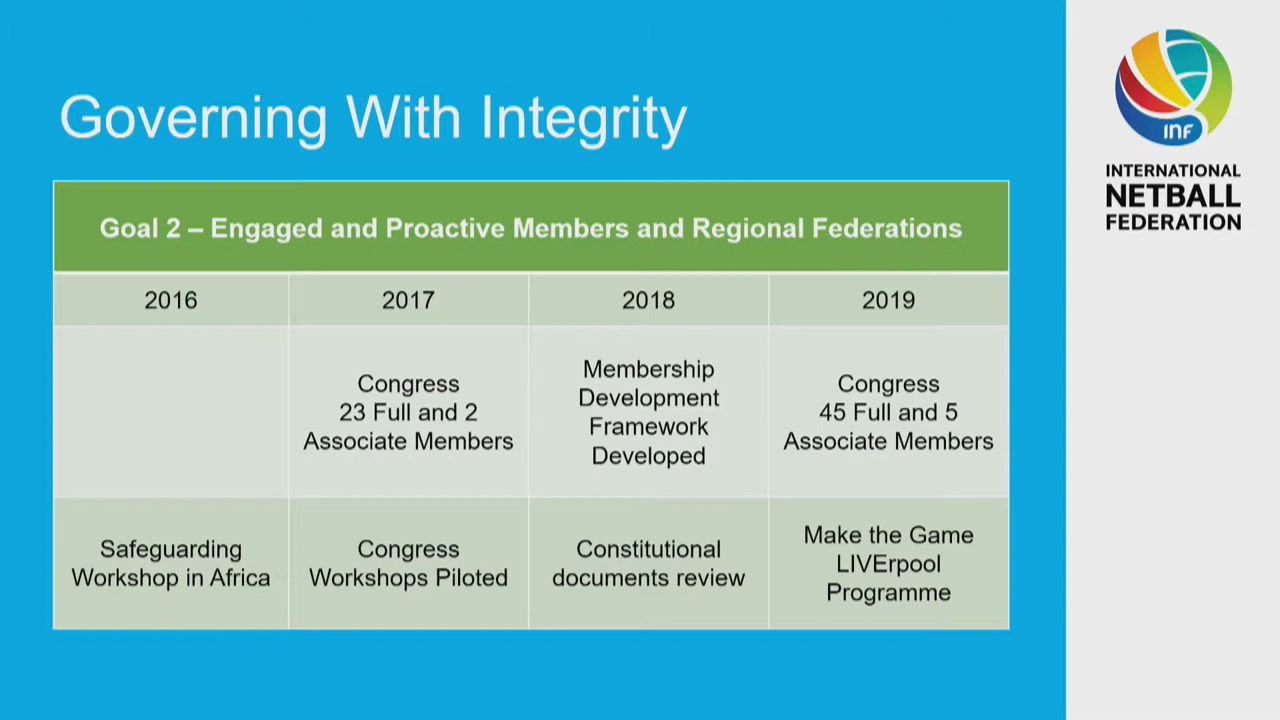 Governing With Integrity
Goal 2 – Engaged and Proactive Members and Regional Federations
2016
2017
2018
2019
Congress
23 Full and 2
Associate Members
Membership
Development
Framework
Developed
Congress
45 Full and 5
Associate Members
Safeguarding
Workshop in Africa
Congress
Workshops Piloted
Constitutional
documents review
Make the Game
LIVErpool
Programme
INF
INTERNATIONAL
NETBALL
FEDERATION